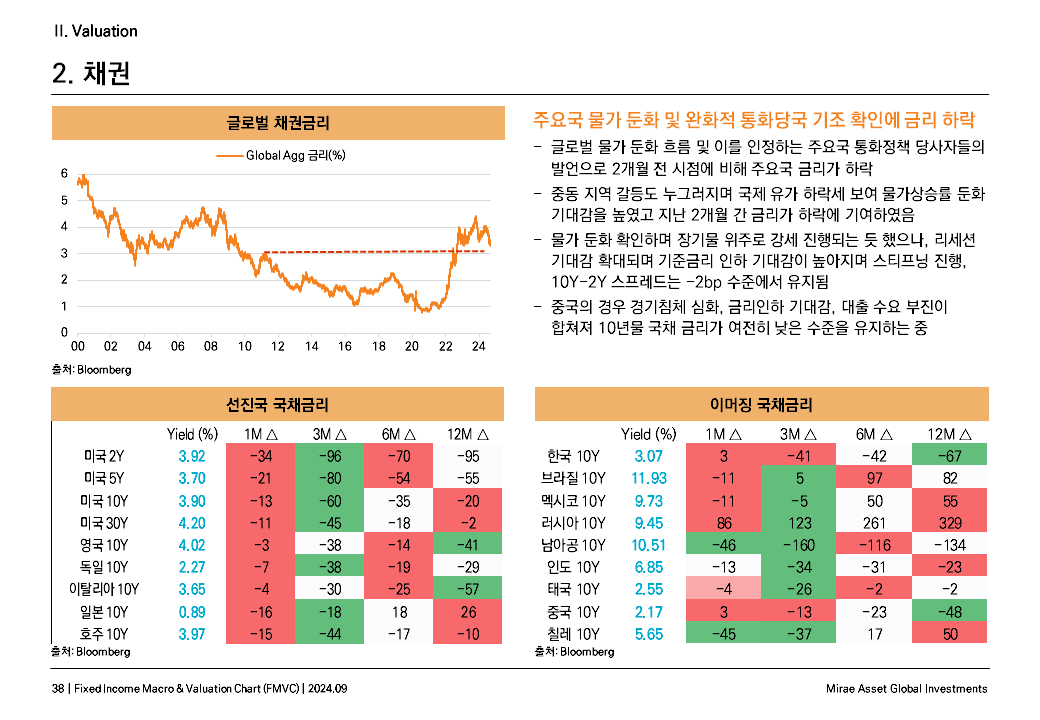 II. Valuation
2. 채권
글로벌 채권금리
Global Agg 금리(%)
6
5
4
3
2
1
0
00 02 04 06 08 10 12 14 16 18 20 22 24
출처: Bloomberg
주요국 물가 둔화 및 완화적 통화당국 기조 확인에 금리 하락
- 글로벌 물가 둔화 흐름 및 이를 인정하는 주요국 통화정책 당사자들의
발언으로 2개월 전 시점에 비해 주요국 금리가 하락
- 중동 지역 갈등도 누그러지며 국제 유가 하락세 보여 물가상승률 둔화
기대감을 높였고 지난 2개월 간 금리가 하락에 기여하였음
- 물가 둔화 확인하며 장기물 위주로 강세 진행되는 듯 했으나, 리세션
기대감 확대되며 기준금리 인하 기대감이 높아지며 스티프닝 진행,
10Y-2Y 스프레드는 -2bp 수준에서 유지됨
- 중국의 경우 경기침체 심화, 금리인하 기대감, 대출 수요 부진이
합쳐져 10년물 국채 금리가 여전히 낮은 수준을 유지하는 중
선진국 국채금리
Yield (%) 1M △ 3M △ 6M △ 12M △
미국 2Y 3.92 -34 -96 -70 -95
미국 5Y 3.70 -21 -80 -54 -55
미국 10Y 3.90 -13 -60 -35 -20
미국 30Y 4.20 -11 -45 -18 -2
영국 10Y 4.02 -3 -38 -14 -41
독일 10Y 2.27 -7 -38 -19 -29
이탈리아 10Y 3.65 -4 -30 -25 -57
일본 10Y 0.89 -16 -18 18 26
호주 10Y 3.97 -15 -44 -17 -10
출처: Bloomberg
이머징 국채금리
Yield (%) 1M △ 3M △ 6M △ 12M △
한국 10Y 3.07 3 -41 -42 -67
브라질 10Y 11.93 -11 5 97 82
멕시코 10Y 9.73 -11 -5 50 55
러시아 10Y 9.45 86 123 261 329
남아공 10Y 10.51 -46 -160 -116 -134
인도 10Y 6.85 -13 -34 -31 -23
태국 10Y 2.55 -4 -26 -2 -2
중국 10Y 2.17 3 -13 -23 -48
칠레 10Y 5.65 -45 -37 17 50
출처: Bloomberg
38 | Fixed Income Macro & Valuation Chart (FMVC) | 2024.09
Mirae Asset Global Investments